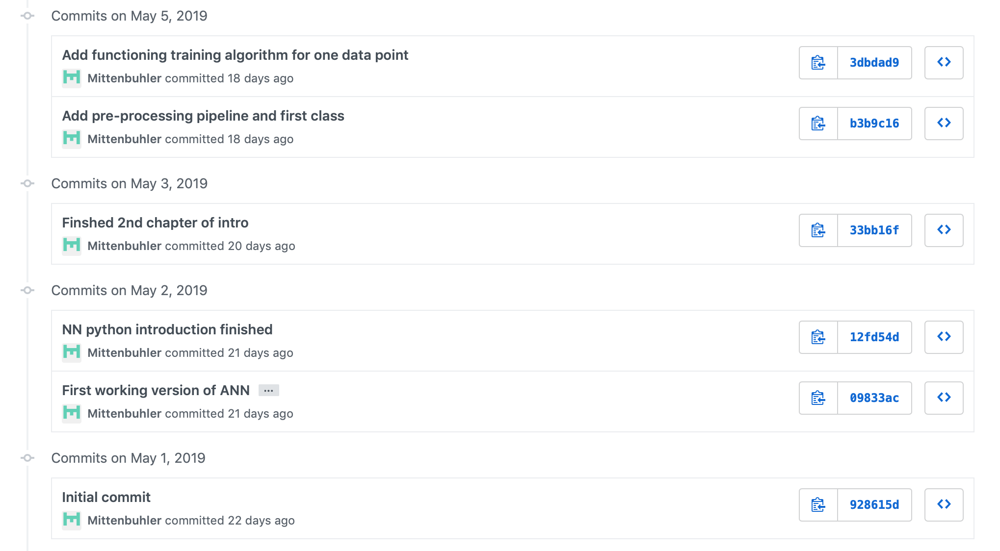 Commits on May 5, 2019
Add functioning training algorithm for one data point
3dbdad9
Mittenbuhler committed 18 days ago
Add pre-processing pipeline and first class
b3b9c16
Mittenbuhler committed 18 days ago
Commits on May 3, 2019
Finshed 2nd chapter of intro
33bb16f
Mittenbuhler committed 20 days ago
Commits on May 2, 2019
NN python introduction finished
12fd54d
Mittenbuhler committed 21 days ago
First working version of ANN …
09833ac
Mittenbuhler committed 21 days ago
Commits on May 1, 2019
Initial commit
928615d
Mittenbuhler committed 22 days ago